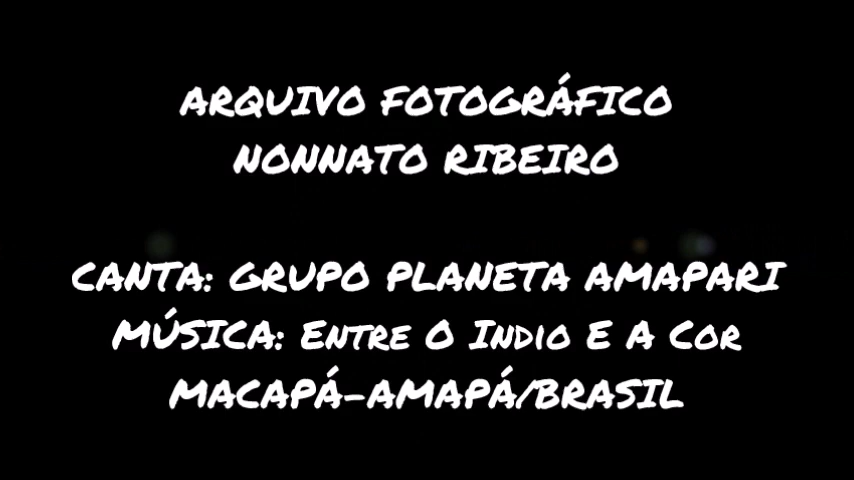 ARQUIVO FOTOGRÁFICO
NONNATO RIBEIRO
CANTA: GRUPO PLANETA AMAPARI
MÚSICA: Entre O Indio E A Cor
MACAPÁ-AMAPÁ/BRASIL